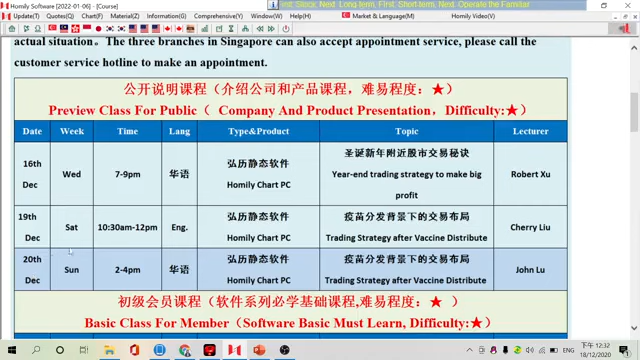 Homily Software [2022-01-06] - [Course]
Update(T) Quotes(Q) Chart(F) Material(Z) Information(G) Command(H) System(R) Window(W) Help(H) Market & Language(M) Homily Video(V)
actual situation。The three branches in Singapore can also accept appointment service, please call the
customer service hotline to make an appointment.
公开说明课程（介绍公司和产品课程，难易程度：★）
Preview Class For Public（ Company And Product Presentation, Difficulty:★）
Date Week Time Lang Type&Product Topic Lecturer
16th Dec Wed 7-9pm 华语 弘历静态软件 Homily Chart PC 圣诞新年附近股市交易秘诀 Year-end trading strategy to make big profit Robert Xu
19th Dec Sat 10:30am-12pm Eng. 弘历静态软件 Homily Chart PC 疫苗分发背景下的交易布局 Trading Strategy after Vaccine Distribute Cherry Liu
20th Dec Sun 2-4pm 华语 弘历静态软件 Homily Chart PC 疫苗分发背景下的交易布局 Trading Strategy after Vaccine Distribute John Lu
初级会员课程（软件系列必学基础课程,难易程度：★ ）
Basic Class For Member（Software Basic Must Learn, Difficulty:★）
ENG
下午 12:32
18/12/2020